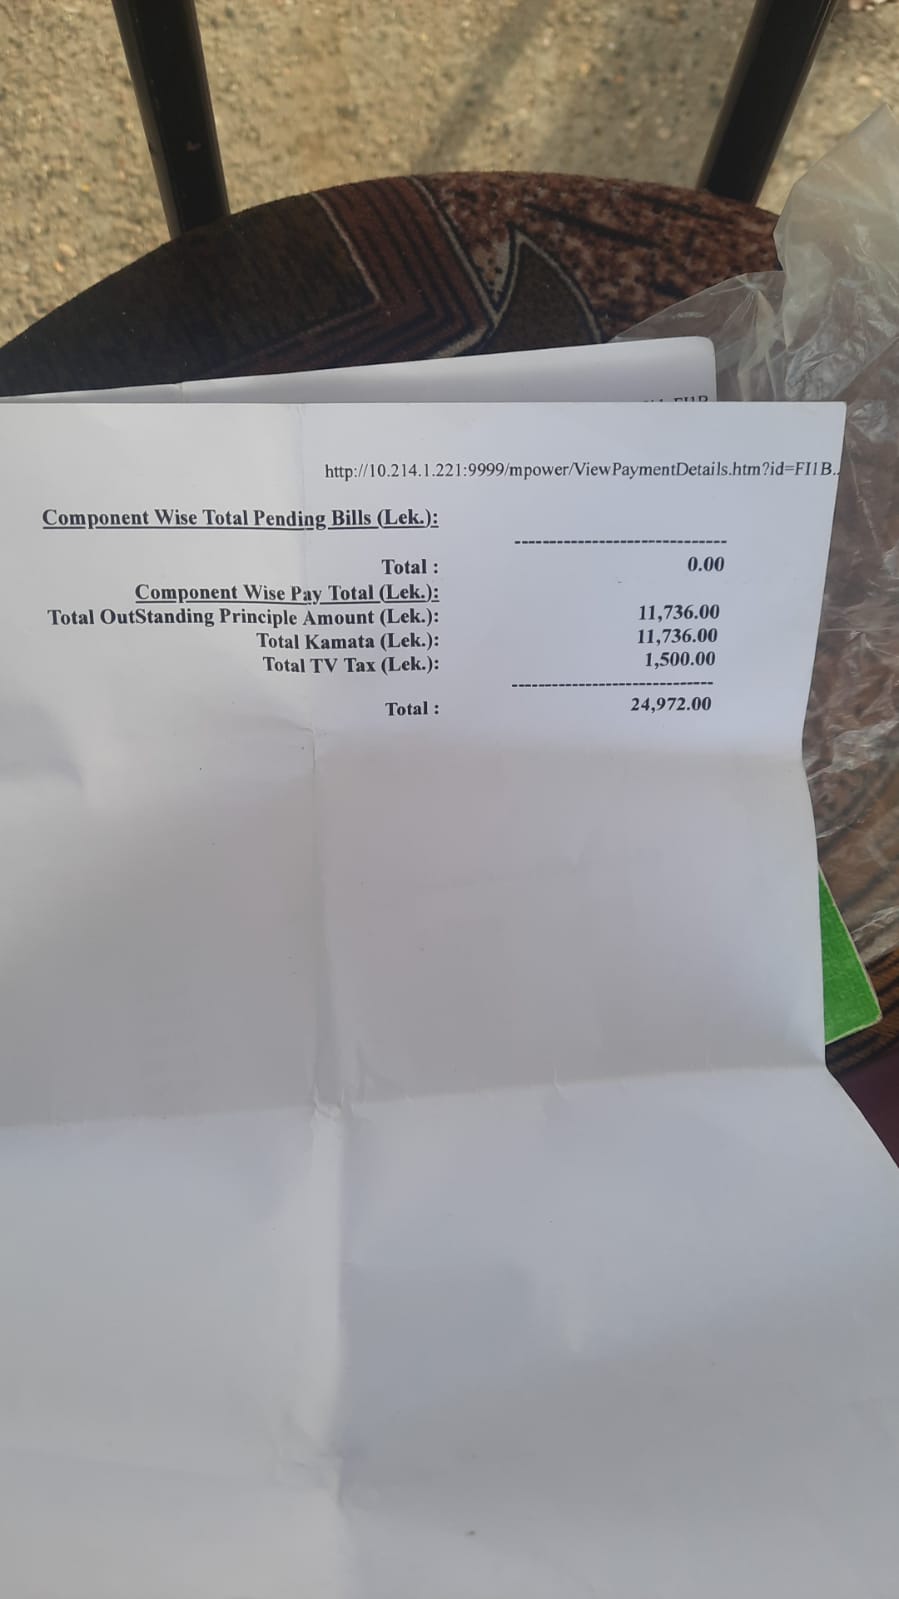 http://10.214.1.221:9999/mpower/ViewPaymentDetails.htm?id=FI1B..
Component Wise Total Pending Bills (Lek.):
------------------------------
Total : 0.00
Component Wise Pay Total (Lek.):
Total OutStanding Principle Amount (Lek.): 11,736.00
Total Kamata (Lek.): 11,736.00
Total TV Tax (Lek.): 1,500.00
------------------------------
Total : 24,972.00